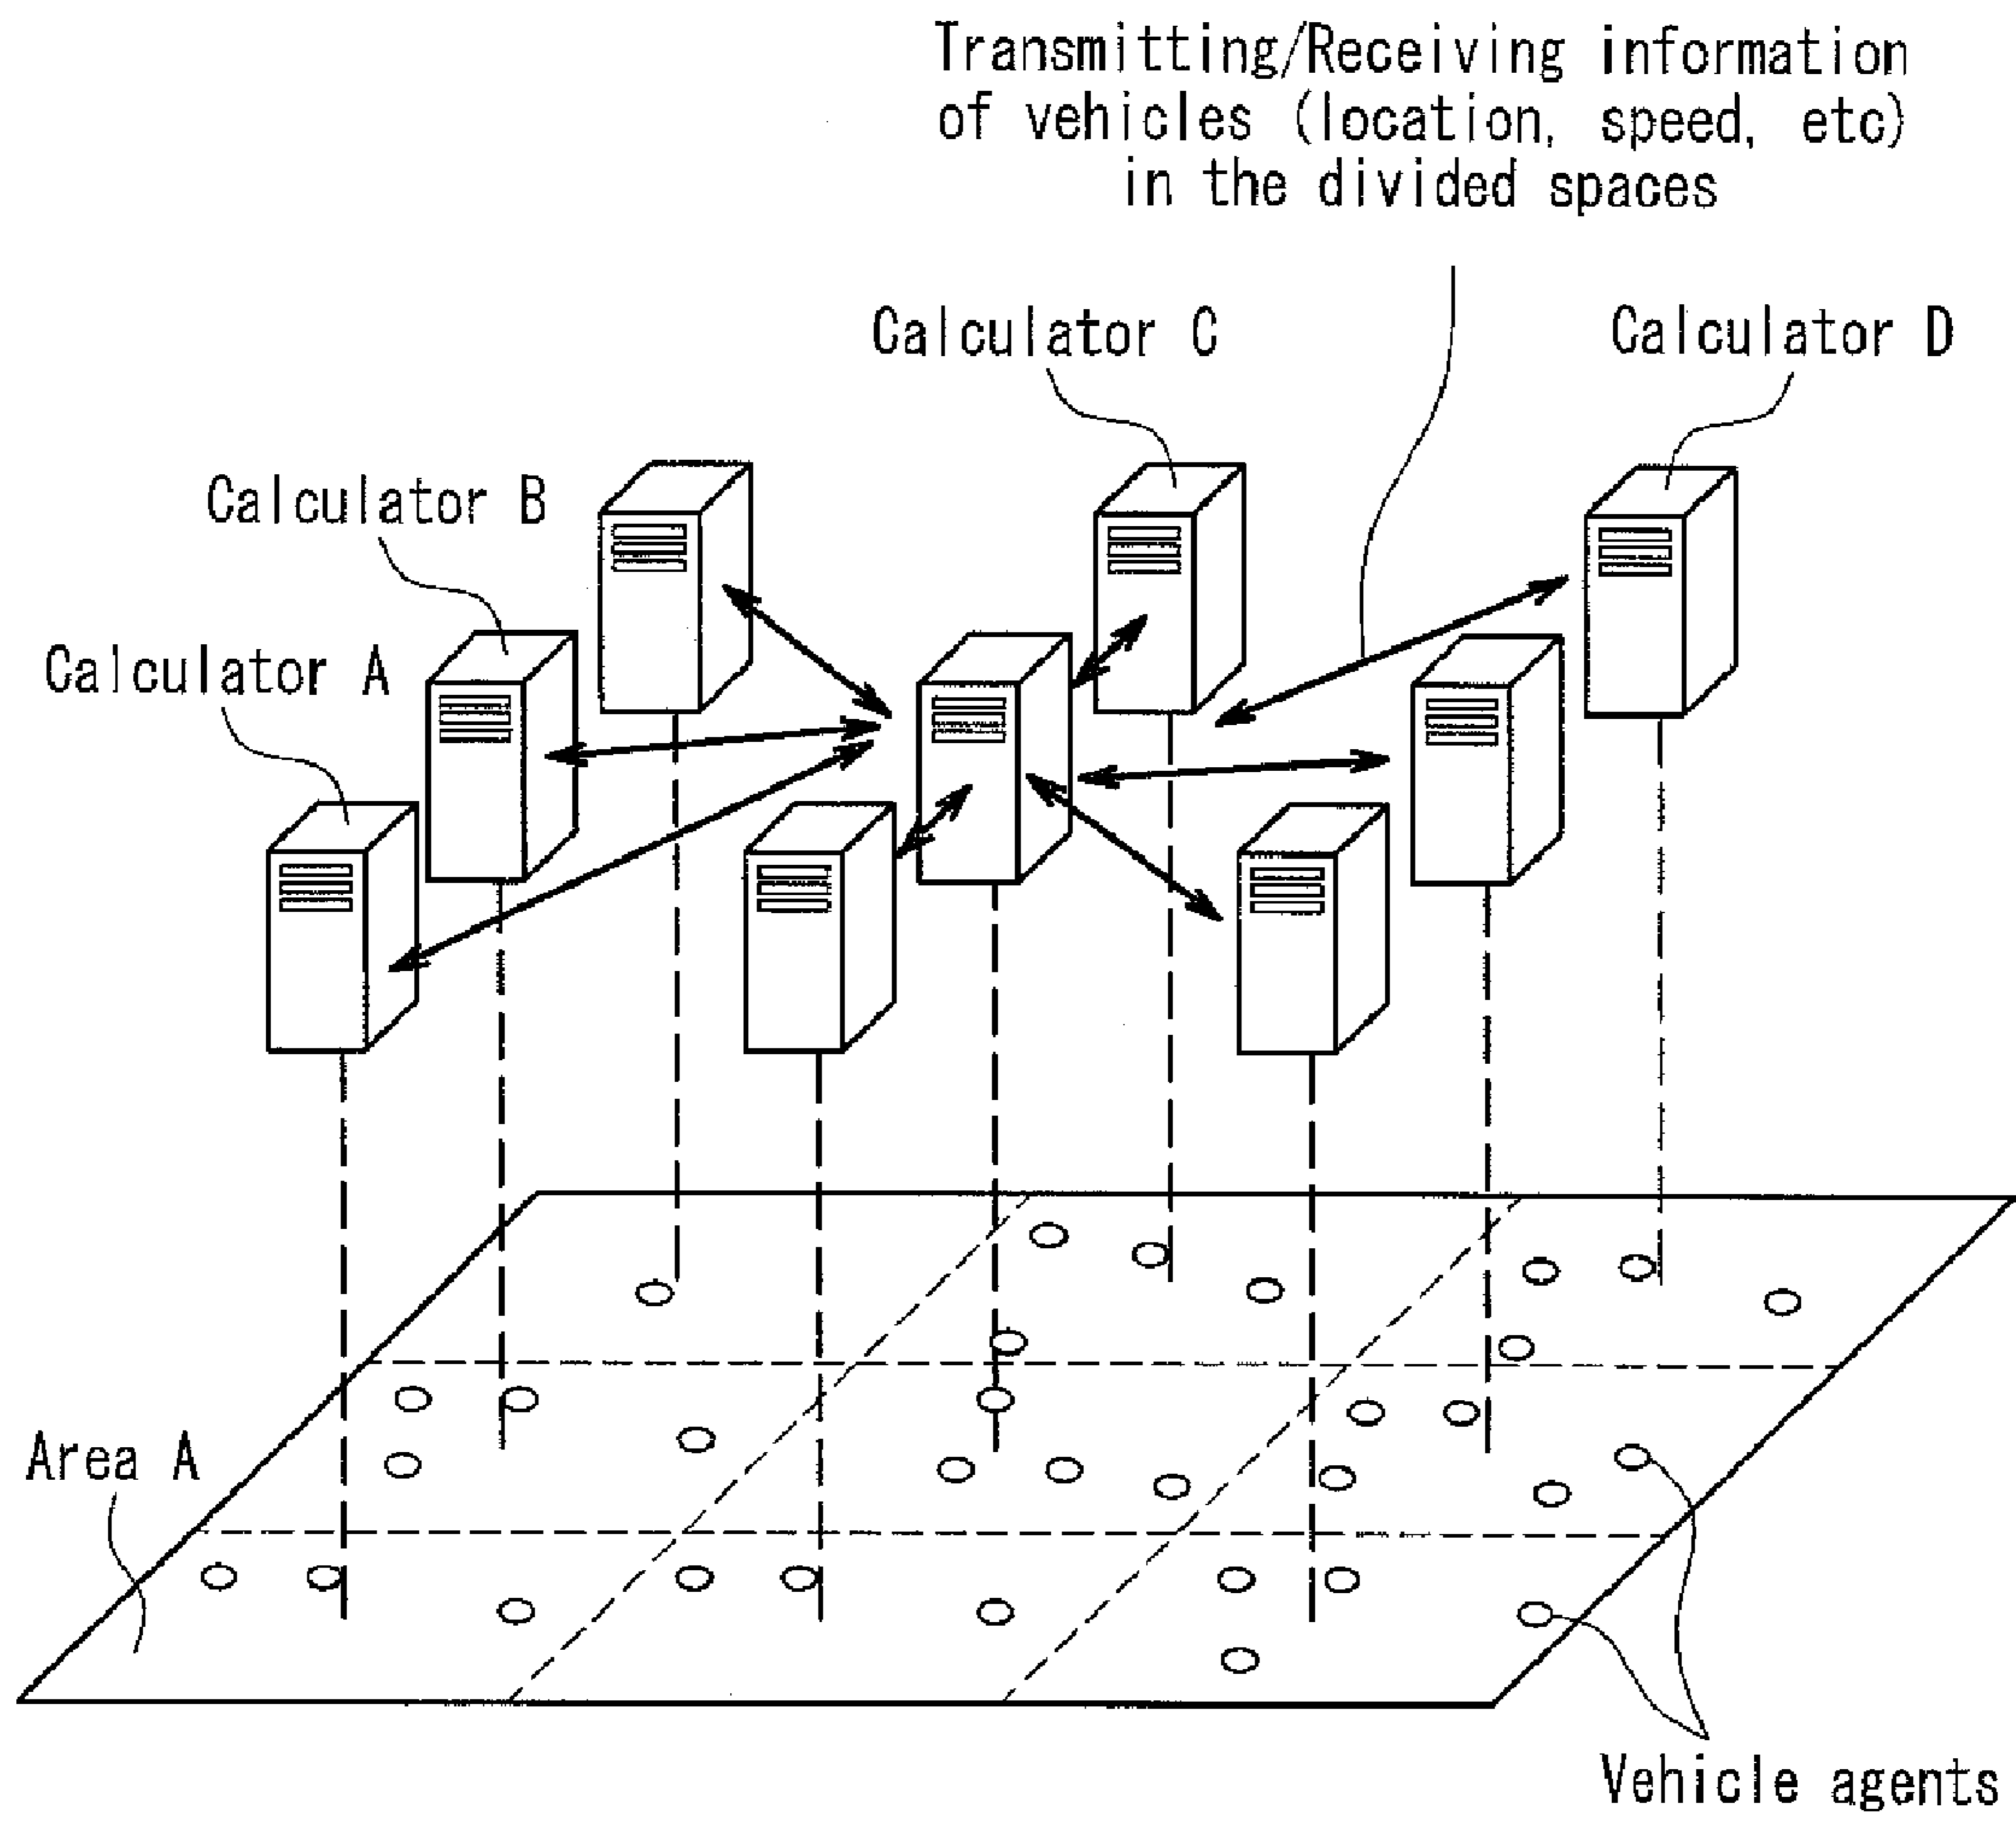 Transmitting/Receiving information
of vehicles (location, speed, etc)
in the divided spaces
Calculator C
Calculator D
Calculator B
Calculator A
Area A
Vehicle agents